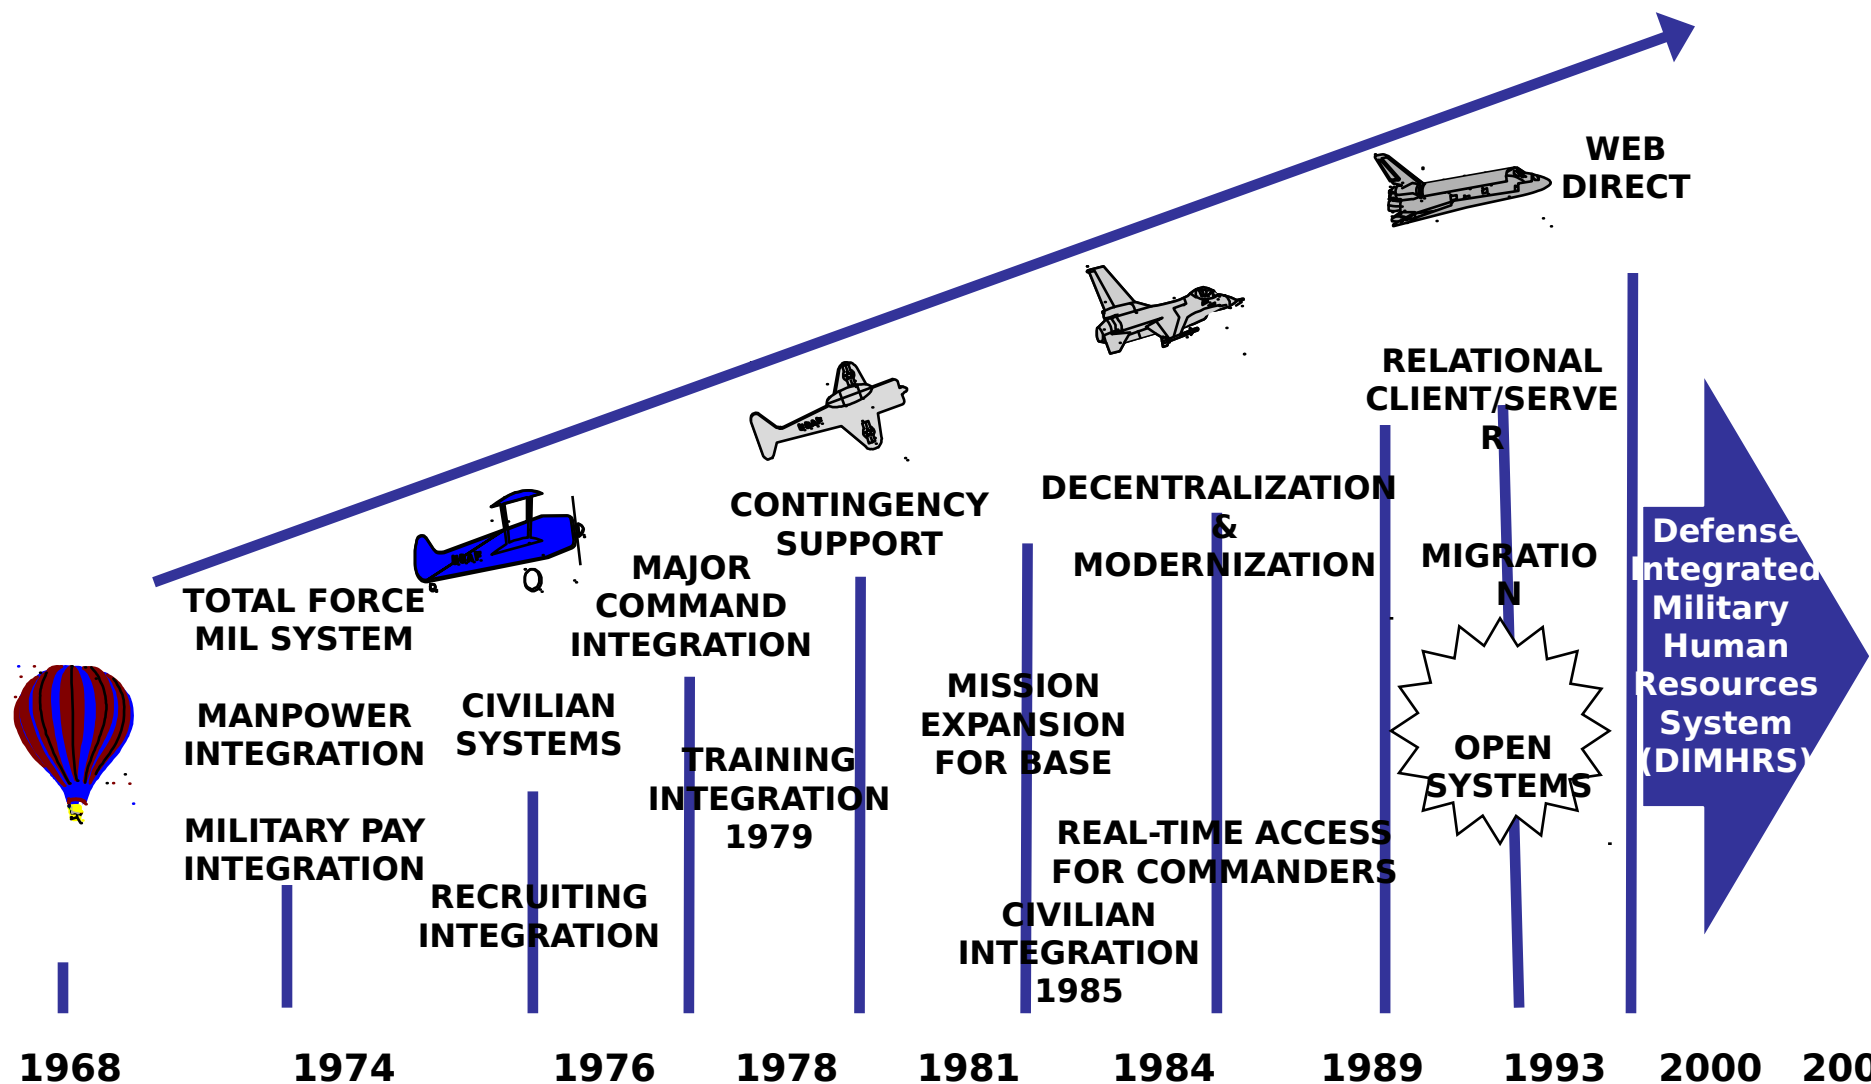 WEB
DIRECT
RELATIONAL
CLIENT/SERVE
R
DECENTRALIZATION
&
MODERNIZATION
CONTINGENCY
SUPPORT
MIGRATIO
N
MAJOR
COMMAND
INTEGRATION
TOTAL FORCE
MIL SYSTEM
MANPOWER
INTEGRATION
MILITARY PAY
INTEGRATION
CIVILIAN
SYSTEMS
RECRUITING
INTEGRATION
TRAINING
INTEGRATION
1979
MISSION
EXPANSION
FOR BASE
REAL-TIME ACCESS
FOR COMMANDERS
CIVILIAN
INTEGRATION
1985
OPEN
SYSTEMS
Defense
Integrated
Military
Human
Resources
System
(DIMHRS)
1968 1974 1976 1978 1981 1984 1989 1993 2000